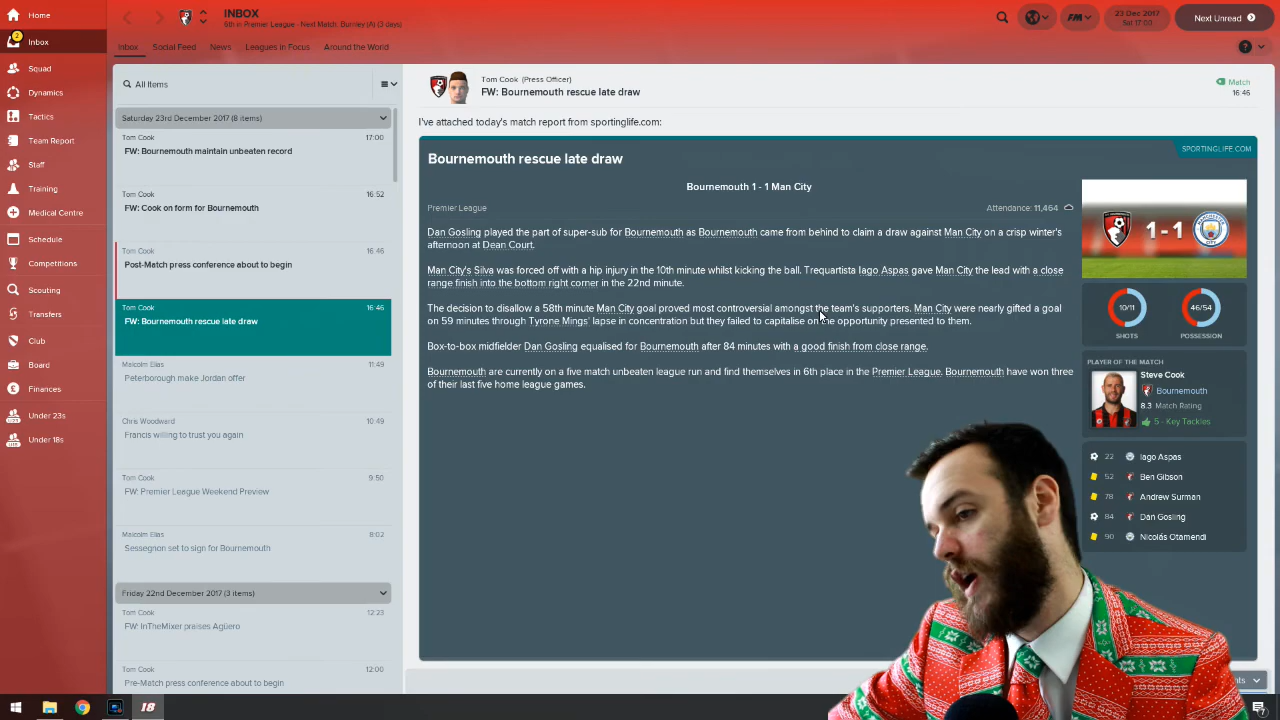 Home
Inbox
2
Squad
Dynamics
Tactics
Team Report
Staff
Training
Medical Centre
Schedule
Competitions
Scouting
Transfers
Club
Board
Finances
Under 23s
Under 18s
INBOX
6th in Premier League - Next Match: Burnley (A) (3 days)
FM
23 Dec 2017
Sat 17:00
Next Unread
Inbox Social Feed News Leagues in Focus Around the World
?
All Items
Saturday 23rd December 2017 (8 items)
Tom Cook 17:00
FW: Bournemouth maintain unbeaten record
Tom Cook 16:52
FW: Cook on form for Bournemouth
Tom Cook 16:46
Post-Match press conference about to begin
Tom Cook 16:46
FW: Bournemouth rescue late draw
Malcolm Elias 11:49
Peterborough make Jordan offer
Chris Woodward 10:49
Francis willing to trust you again
Tom Cook 9:50
FW: Premier League Weekend Preview
Malcolm Elias 8:02
Sessegnon set to sign for Bournemouth
Friday 22nd December 2017 (3 items)
Tom Cook 12:23
FW: InTheMixer praises Agüero
Tom Cook 12:00
Pre-Match press conference about to begin
Tom Cook (Press Officer)
FW: Bournemouth rescue late draw
Match
16:46
I've attached today's match report from sportinglife.com:
SPORTINGLIFE.COM
Bournemouth rescue late draw
Bournemouth 1 - 1 Man City
Premier League Attendance: 11,464
Dan Gosling played the part of super-sub for Bournemouth as Bournemouth came from behind to claim a draw against Man City on a crisp winter's
afternoon at Dean Court.
Man City's Silva was forced off with a hip injury in the 10th minute whilst kicking the ball. Trequartista Iago Aspas gave Man City the lead with a close
range finish into the bottom right corner in the 22nd minute.
The decision to disallow a 58th minute Man City goal proved most controversial amongst the team's supporters. Man City were nearly gifted a goal
on 59 minutes through Tyrone Mings' lapse in concentration but they failed to capitalise on the opportunity presented to them.
Box-to-box midfielder Dan Gosling equalised for Bournemouth after 84 minutes with a good finish from close range.
Bournemouth are currently on a five match unbeaten league run and find themselves in 6th place in the Premier League. Bournemouth have won three
of their last five home league games.
1 - 1
10/11
SHOTS
46/54
POSSESSION
PLAYER OF THE MATCH
Steve Cook
Bournemouth
8.3 Match Rating
5 - Key Tackles
22 Iago Aspas
52 Ben Gibson
78 Andrew Surman
84 Dan Gosling
90 Nicolás Otamendi
18